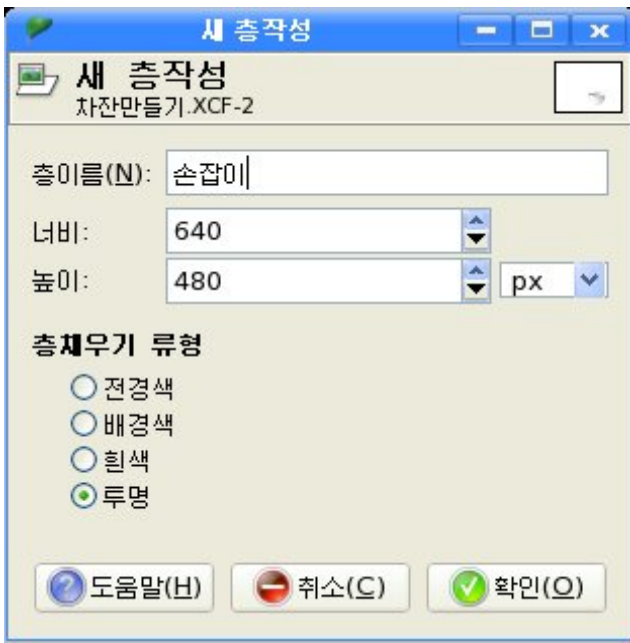 새 층작성
새 층작성
차잔만들기.XCF-2
층이름(N): 손잡이
너비: 640
높이: 480 px
층채우기 류형
전경색
배경색
흰색
투명
도움말(H) 취소(C) 확인(O)